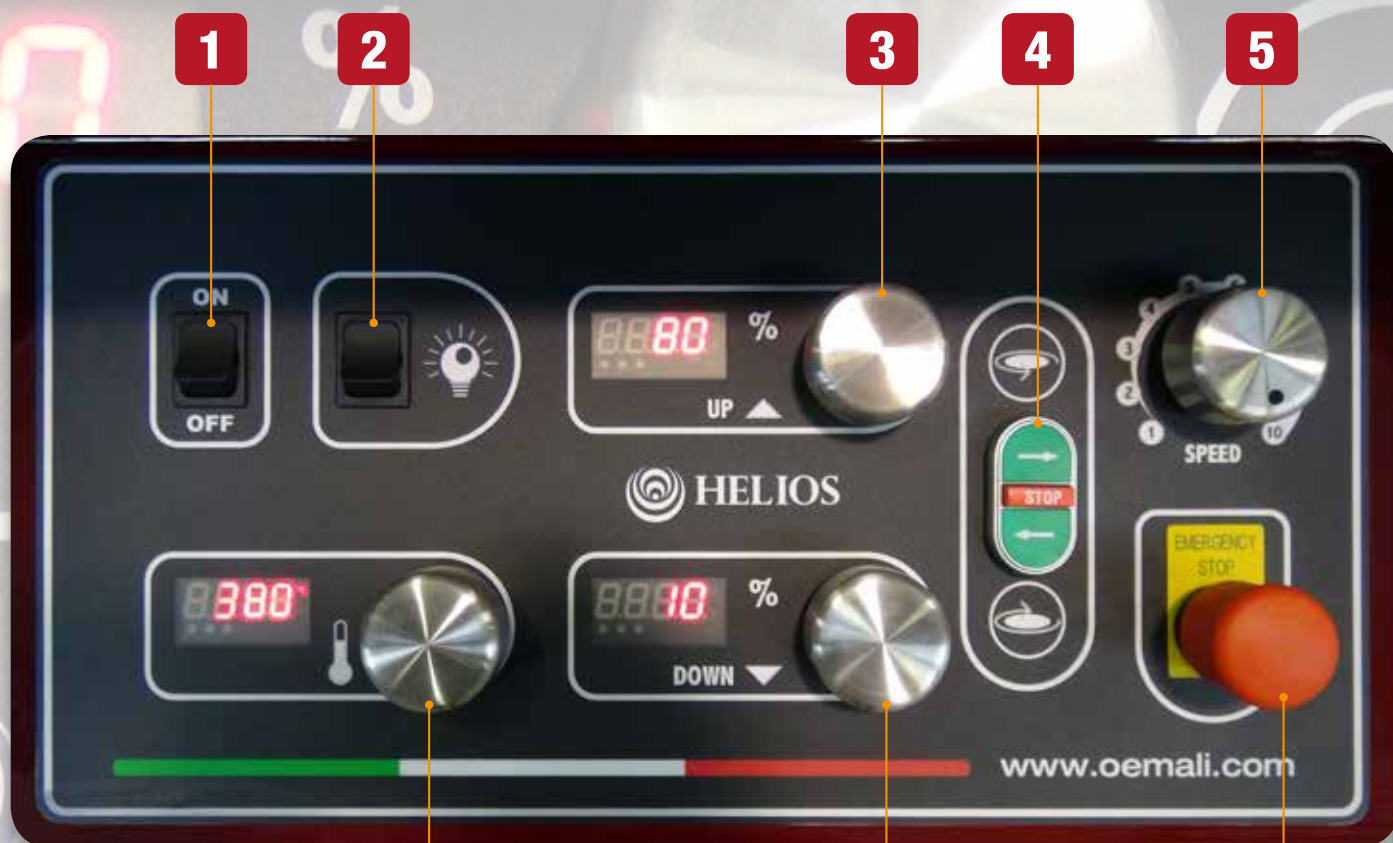 1
2
3
4
5
%
ON
OFF
80 %
UP
4
3
2
1
10
SPEED
HELIOS
STOP
380
10 %
DOWN
EMERGENCY
STOP
www.oemali.com